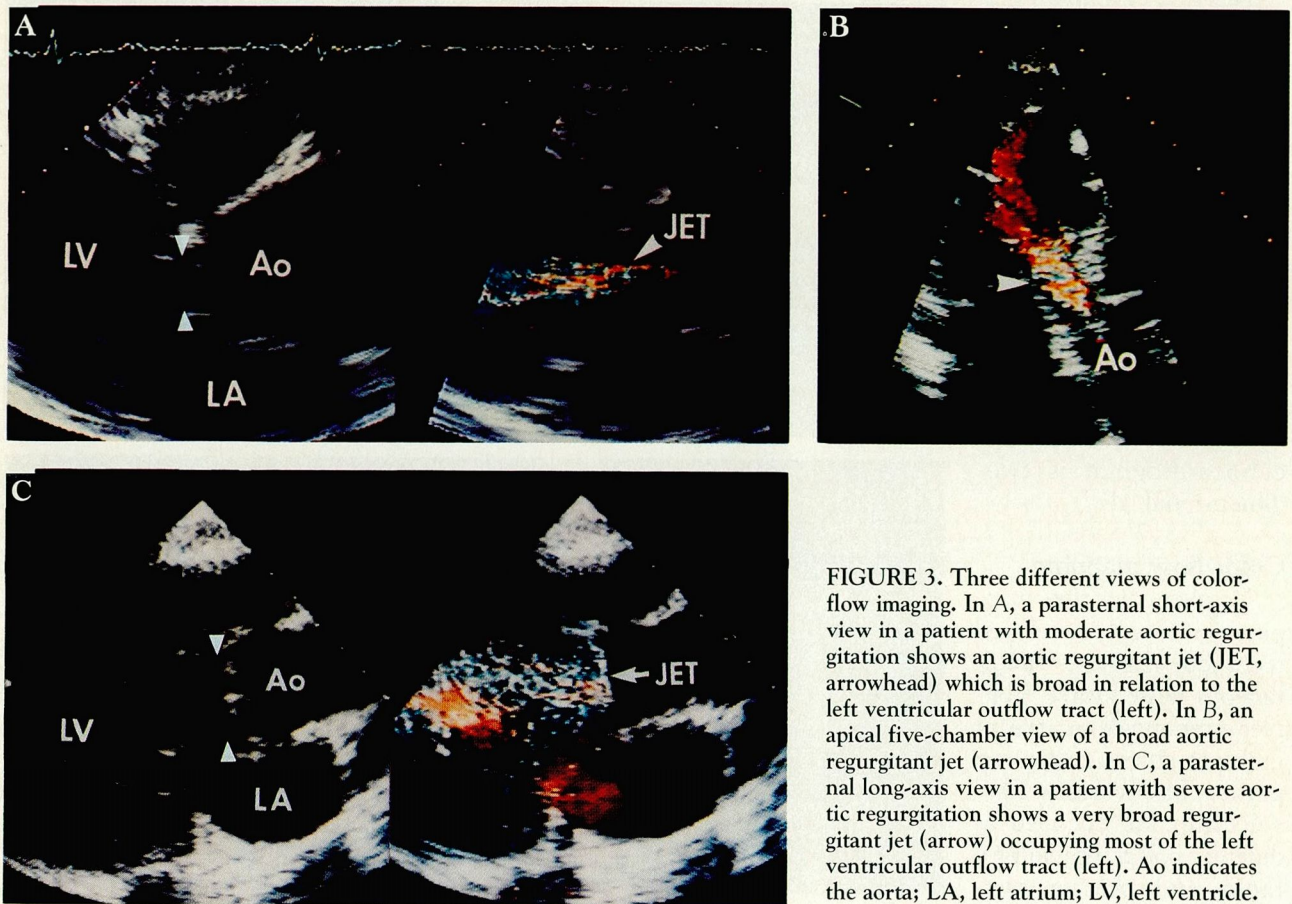 A
LV
Ao
LA
JET
B
Ao
C
LV
Ao
LA
JET
FIGURE 3. Three different views of color-
flow imaging. In A, a parasternal short-axis
view in a patient with moderate aortic regur-
gitation shows an aortic regurgitant jet (JET,
arrowhead) which is broad in relation to the
left ventricular outflow tract (left). In B, an
apical five-chamber view of a broad aortic
regurgitant jet (arrowhead). In C, a paraster-
nal long-axis view in a patient with severe aor-
tic regurgitation shows a very broad regur-
gitant jet (arrow) occupying most of the left
ventricular outflow tract (left). Ao indicates
the aorta; LA, left atrium; LV, left ventricle.